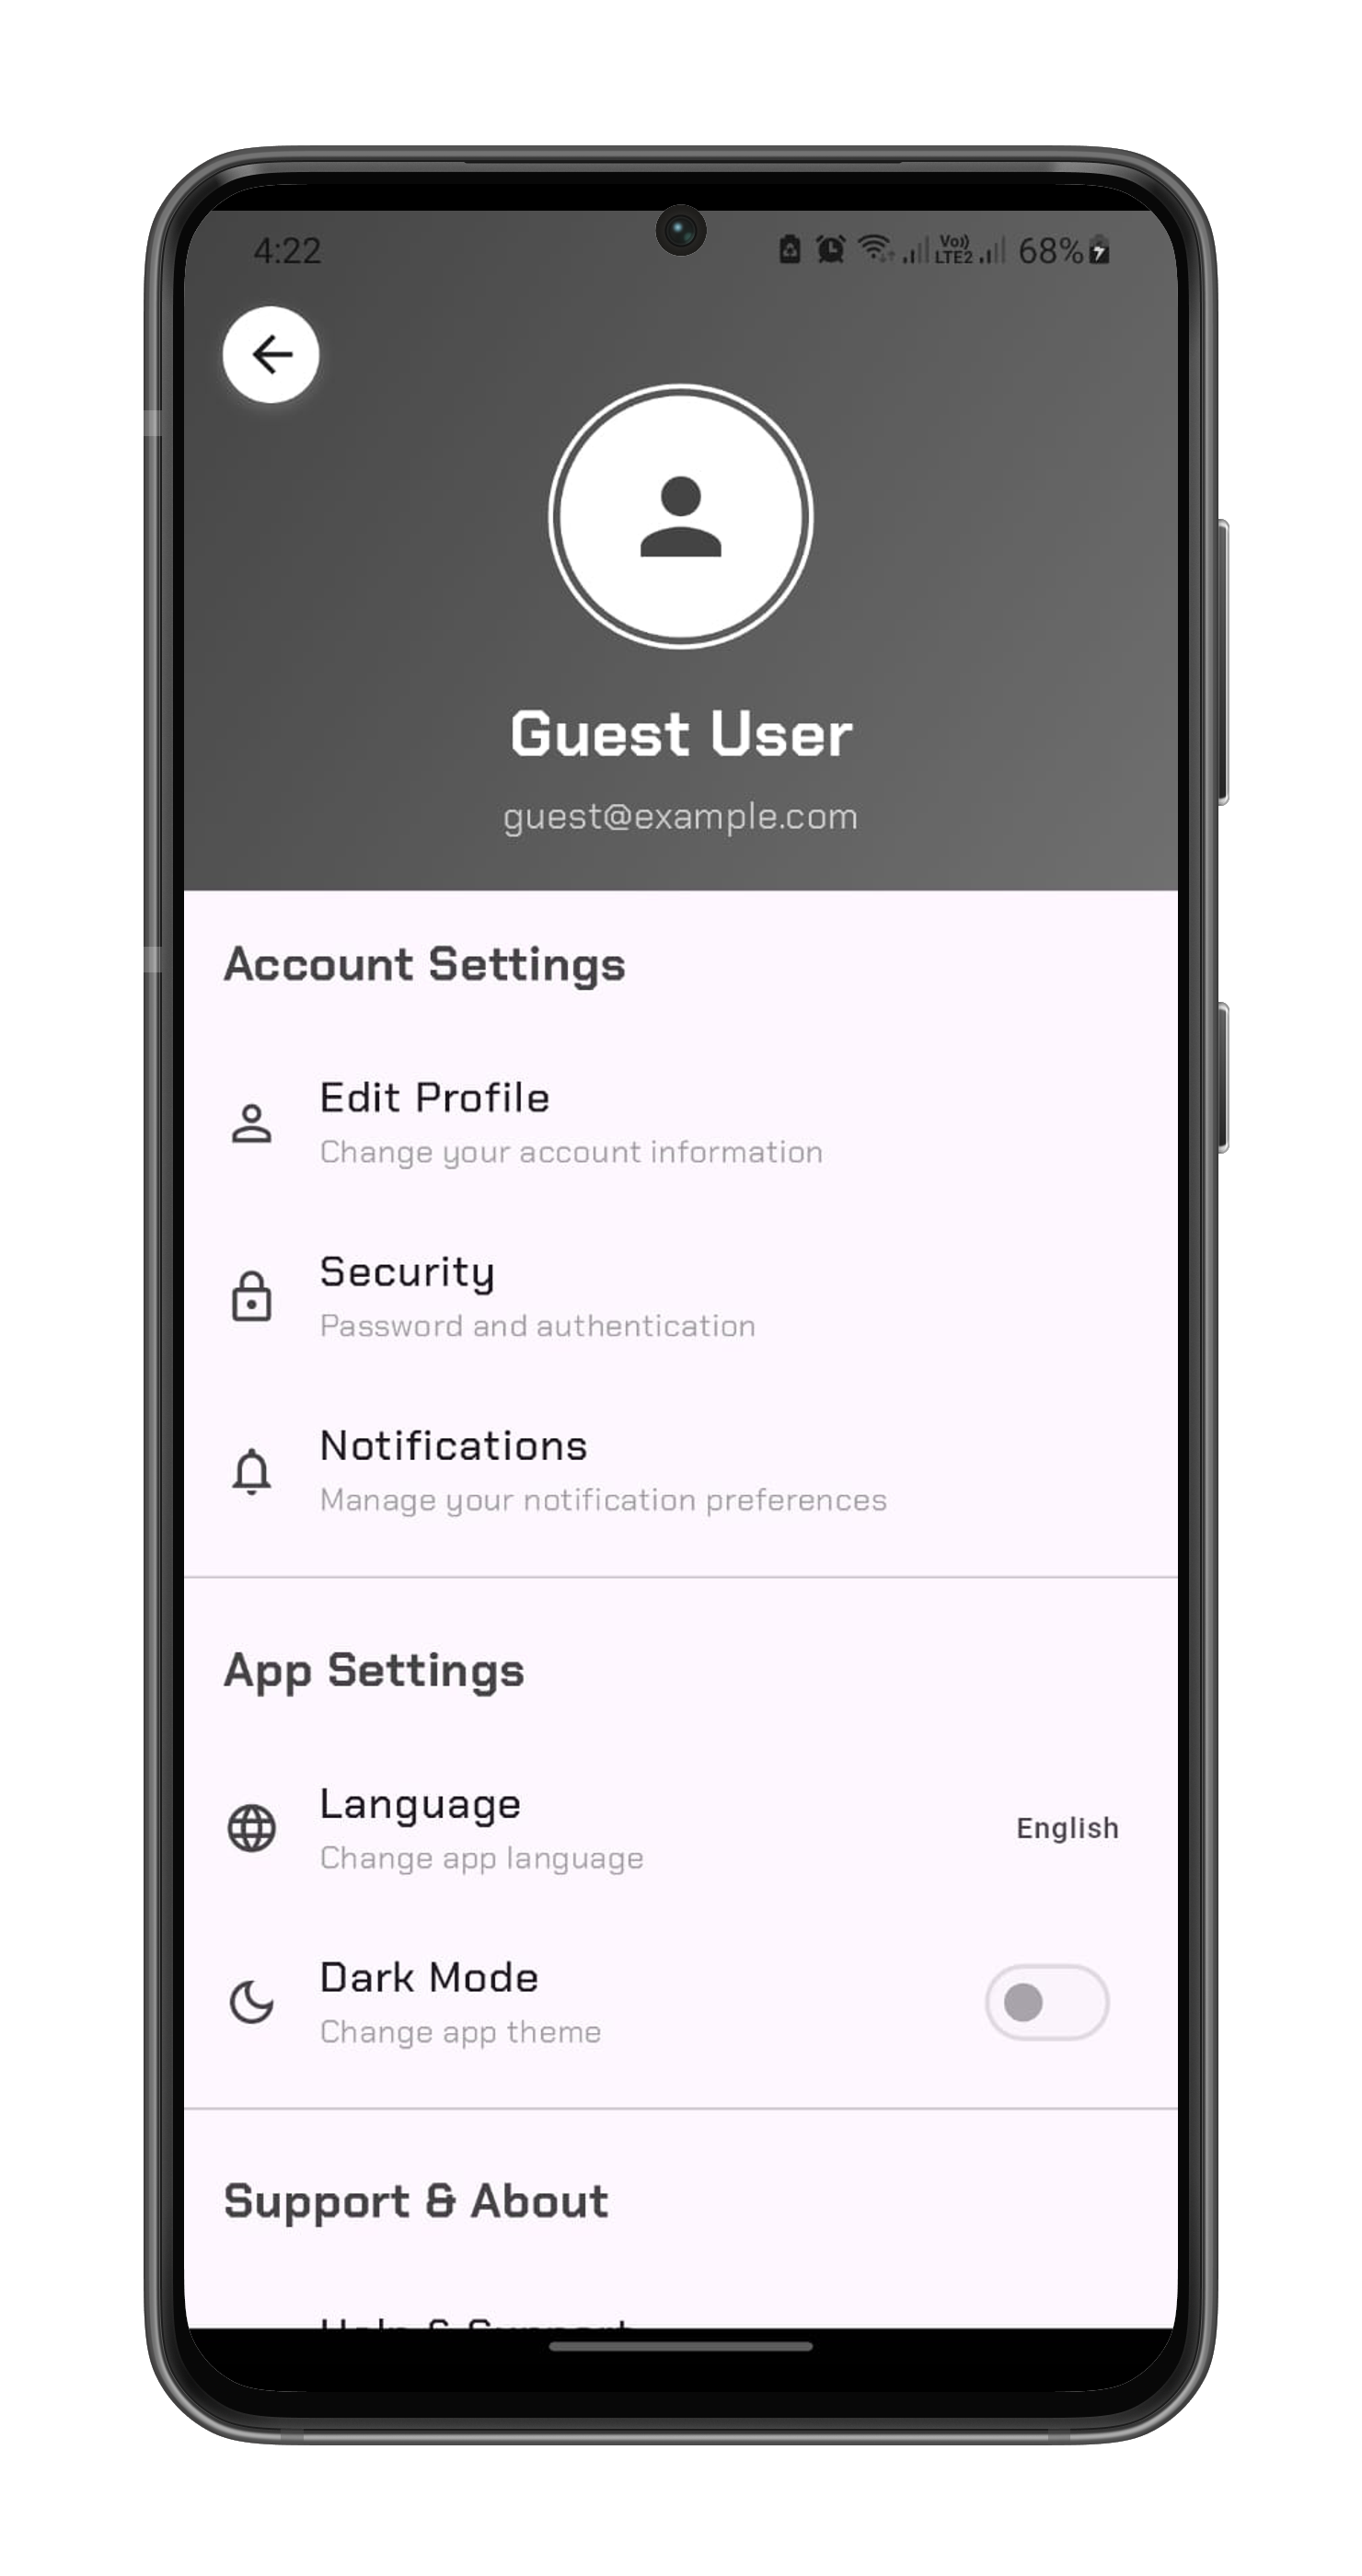 4:22
Vo))
LTE2
68%
Guest User
guest@example.com
Account Settings
Edit Profile
Change your account information
Security
Password and authentication
Notifications
Manage your notification preferences
App Settings
Language
Change app language
English
Dark Mode
Change app theme
Support & About
Help & Support